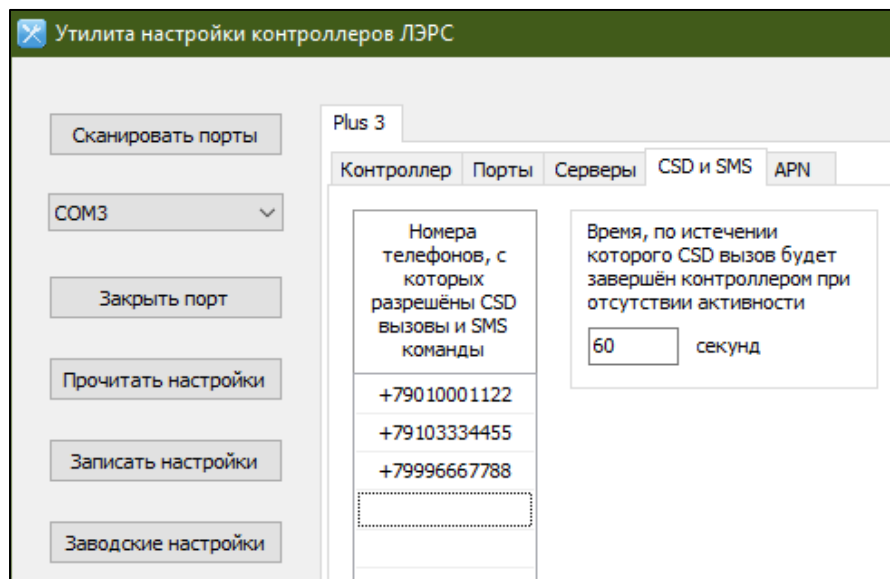 Утилита настройки контроллеров ЛЭРС
Сканировать порты
COM3
Закрыть порт
Прочитать настройки
Записать настройки
Заводские настройки
Plus 3
Контроллер Порты Серверы CSD и SMS APN
Номера
телефонов, с
которых
разрешёны CSD
вызовы и SMS
команды
+79010001122
+79103334455
+79996667788
Время, по истечении
которого CSD вызов будет
завершён контроллером при
отсутствии активности
60 секунд